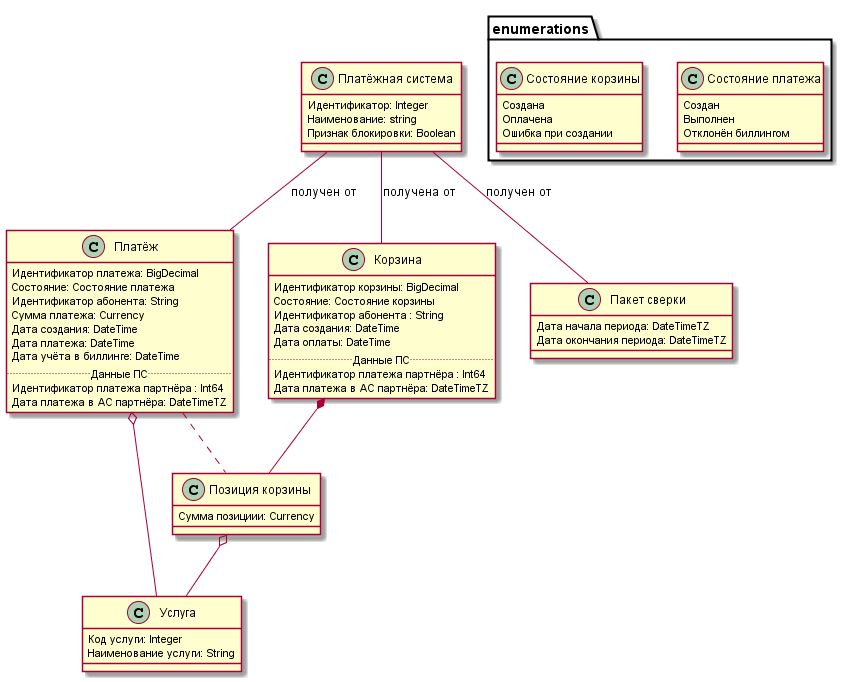 enumerations
C Состояние корзины
Создана
Оплачена
Ошибка при создании
C Состояние платежа
Создан
Выполнен
Отклонён биллингом
C Платёжная система
Идентификатор: Integer
Наименование: string
Признак блокировки: Boolean
получен от
получена от
получен от
C Платёж
Идентификатор платежа: BigDecimal
Состояние: Состояние платежа
Идентификатор абонента: String
Сумма платежа: Currency
Дата создания: DateTime
Дата платежа: DateTime
Дата учёта в биллинге: DateTime
Данные ПС
Идентификатор платежа партнёра : Int64
Дата платежа в АС партнёра: DateTimeTZ
C Корзина
Идентификатор корзины: BigDecimal
Состояние: Состояние корзины
Идентификатор абонента : String
Дата создания: DateTime
Дата оплаты: DateTime
Данные ПС
Идентификатор платежа партнёра : Int64
Дата платежа в АС партнёра: DateTimeTZ
C Пакет сверки
Дата начала периода: DateTimeTZ
Дата окончания периода: DateTimeTZ
C Позиция корзины
Сумма позициии: Currency
C Услуга
Код услуги: Integer
Наименование услуги: String